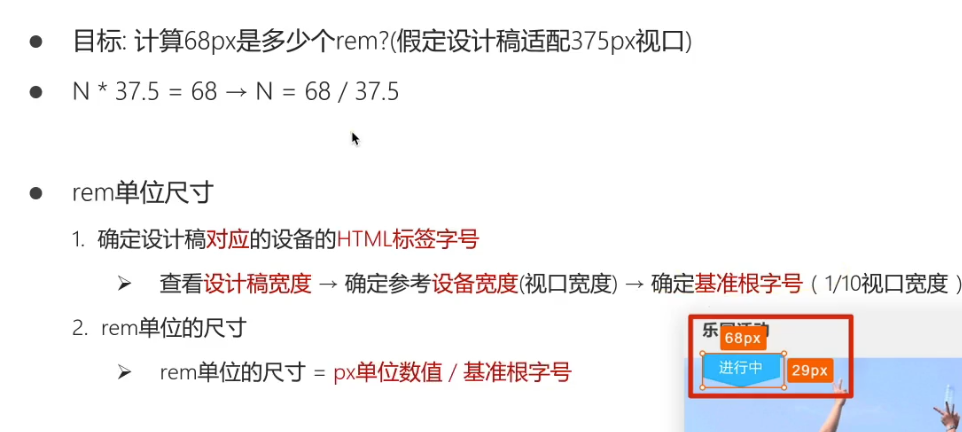 ● 目标: 计算68px是多少个rem?(假定设计稿适配375px视口)
● N * 37.5 = 68 → N = 68 / 37.5
● rem单位尺寸
1. 确定设计稿对应的设备的HTML标签字号
➢ 查看设计稿宽度 → 确定参考设备宽度(视口宽度) → 确定基准根字号 ( 1/10视口宽度 )
2. rem单位的尺寸
➢ rem单位的尺寸 = px单位数值 / 基准根字号
68px
进行中
29px